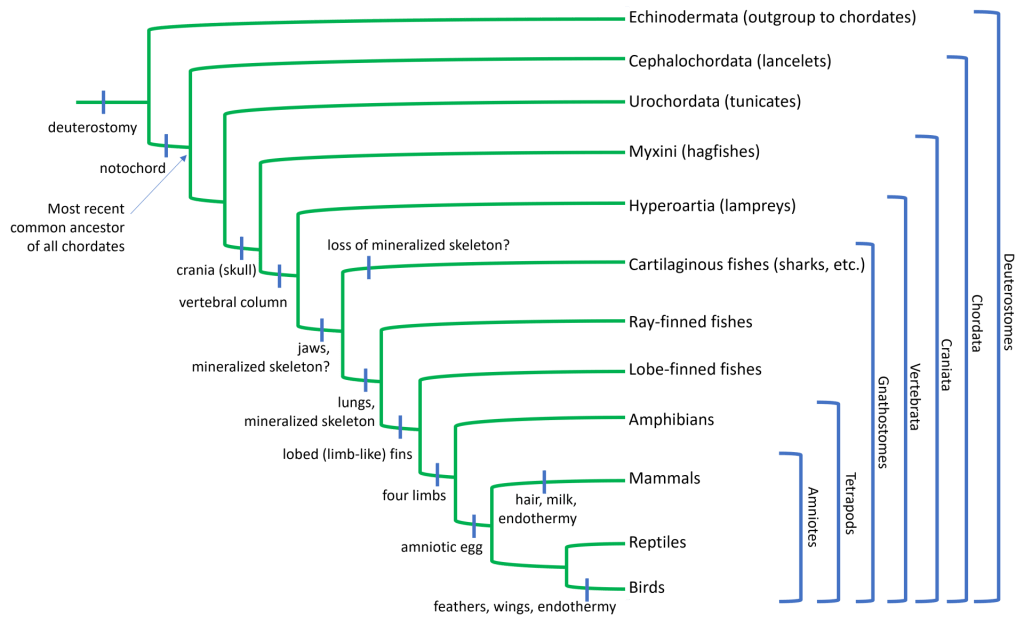 Echinodermata (outgroup to chordates)
Cephalochordata (lancelets)
Urochordata (tunicates)
deuterostomy
notochord
Myxini (hagfishes)
Most recent
common ancestor
of all chordates
Hyperoartia (lampreys)
loss of mineralized skeleton?
crania (skull)
Cartilaginous fishes (sharks, etc.)
vertebral column
Ray-finned fishes
jaws,
mineralized skeleton?
Lobe-finned fishes
lungs,
mineralized skeleton
Amphibians
lobed (limb-like) fins
Mammals
four limbs
hair, milk,
endothermy
amniotic egg
Reptiles
Birds
feathers, wings, endothermy
Amniotes
Tetrapods
Gnathostomes
Vertebrata
Craniata
Chordata
Deuterostomes